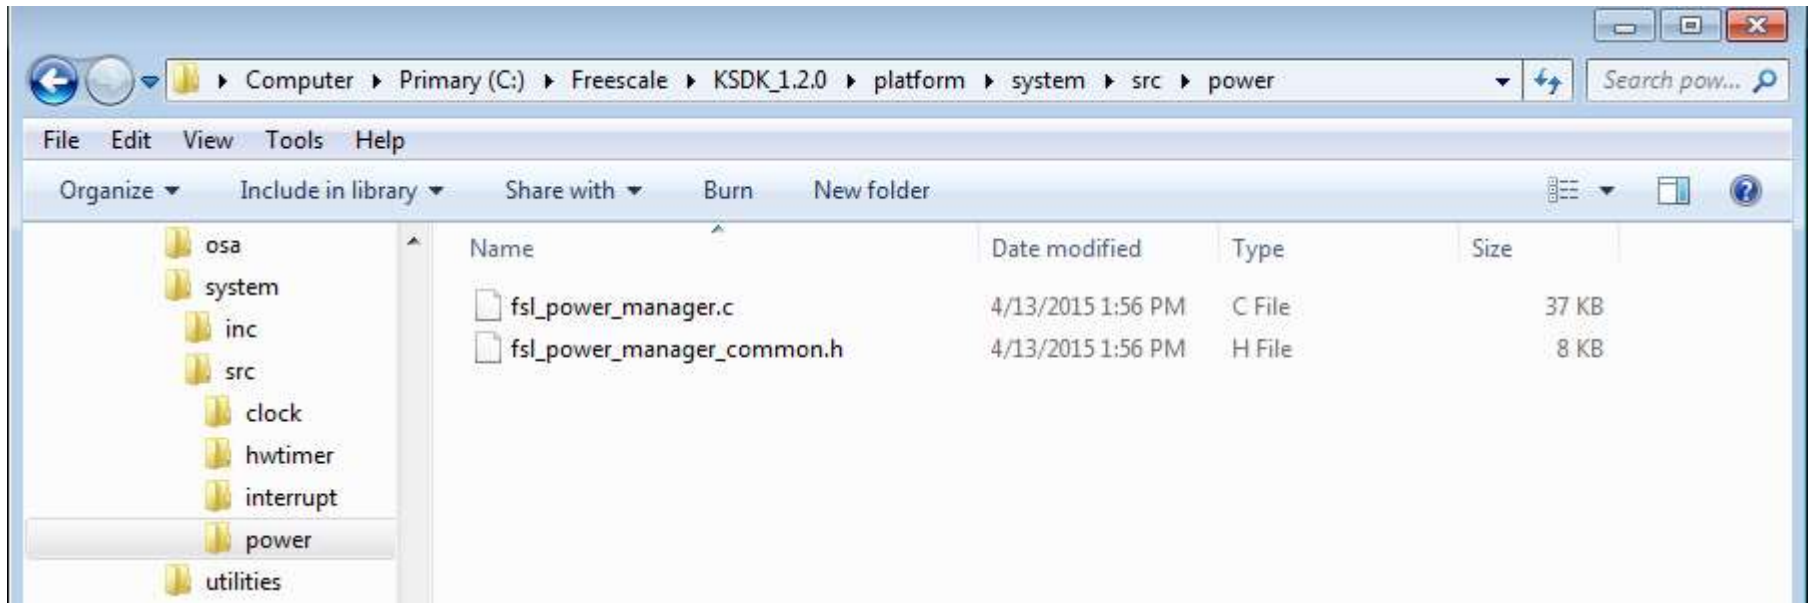 Computer Primary (C:) Freescale KSDK_1.2.0 platform system src power Search pow...
File Edit View Tools Help
Organize Include in library Share with Burn New folder
Name Date modified Type Size
osa
system
inc
src
clock
hwtimer
interrupt
power
utilities
fsl_power_manager.c 4/13/2015 1:56 PM C File 37 KB
fsl_power_manager_common.h 4/13/2015 1:56 PM H File 8 KB